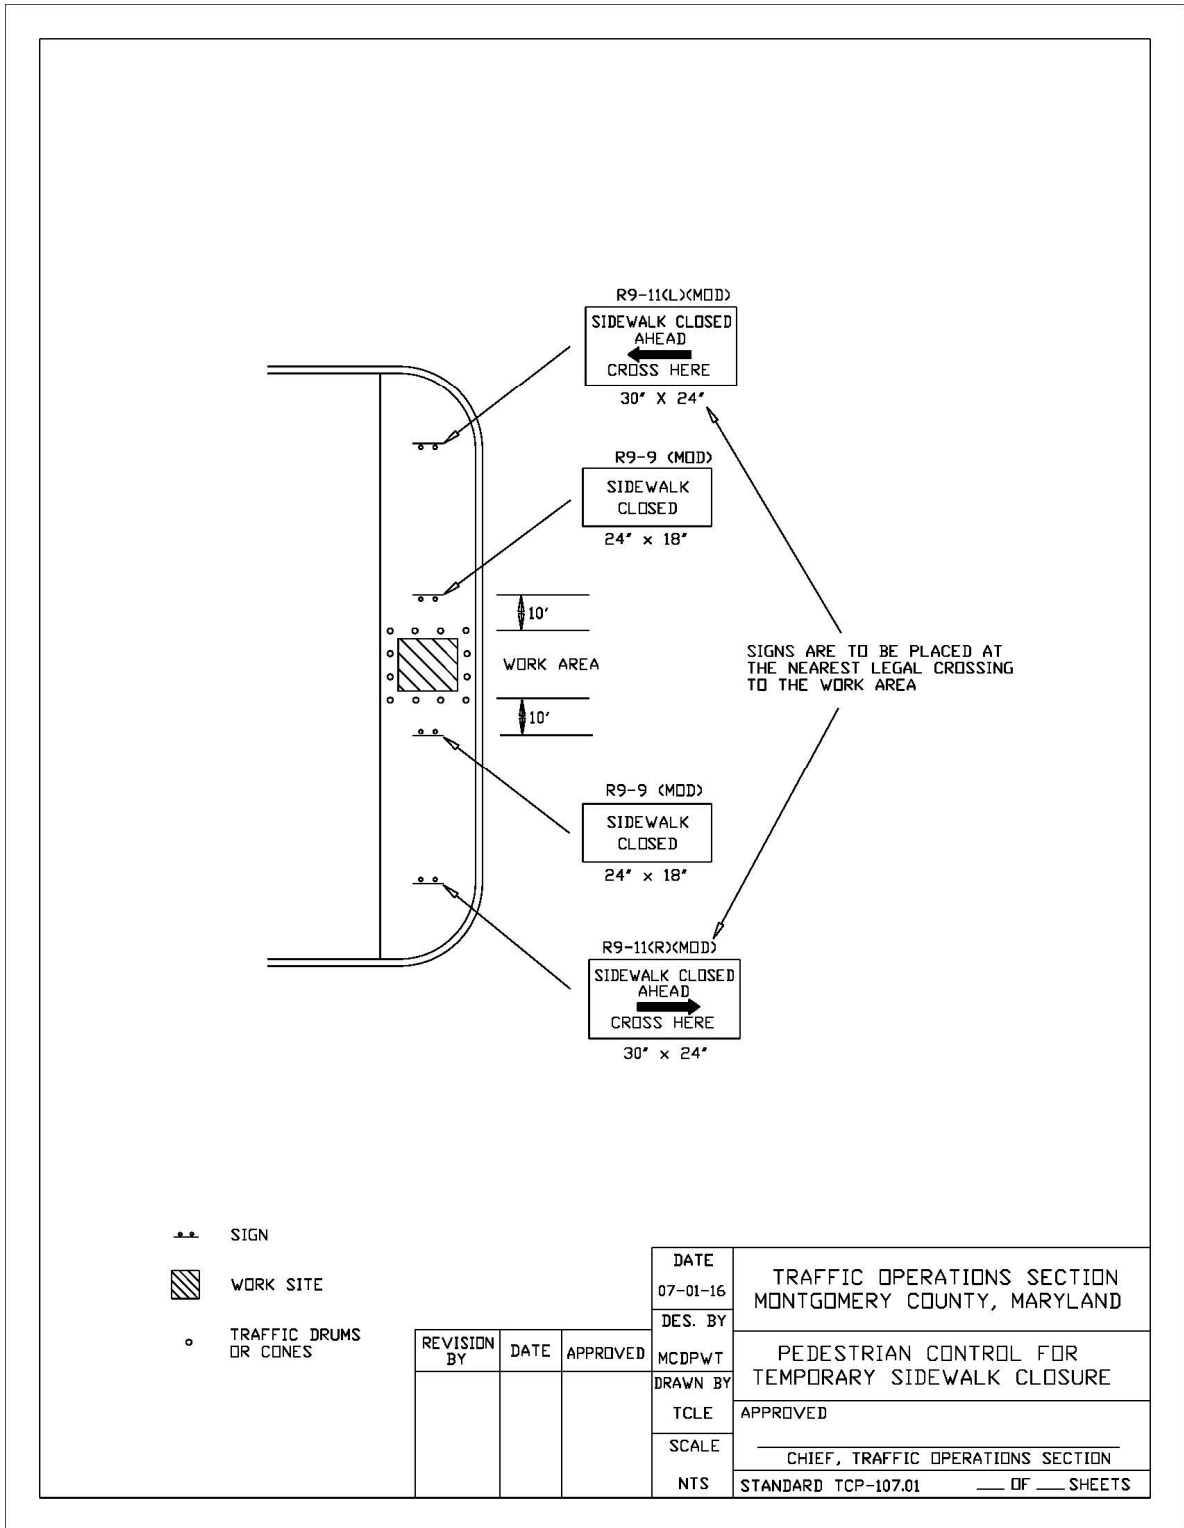 R9-11(L)(MOD)
SIDEWALK CLOSED
AHEAD
CROSS HERE
30" X 24"
R9-9 (MOD)
SIDEWALK
CLOSED
24" x 18"
10'
WORK AREA
SIGNS ARE TO BE PLACED AT
THE NEAREST LEGAL CROSSING
TO THE WORK AREA
10'
R9-9 (MOD)
SIDEWALK
CLOSED
24" x 18"
R9-11(R)(MOD)
SIDEWALK CLOSED
AHEAD
CROSS HERE
30" x 24"
SIGN
WORK SITE
TRAFFIC DRUMS
OR CONES
REVISION
BY
DATE
APPROVED
DATE
07-01-16
DES. BY
MCDPWT
DRAWN BY
TCLE
SCALE
NTS
TRAFFIC OPERATIONS SECTION
MONTGOMERY COUNTY, MARYLAND
PEDESTRIAN CONTROL FOR
TEMPORARY SIDEWALK CLOSURE
APPROVED
CHIEF, TRAFFIC OPERATIONS SECTION
STANDARD TCP-107.01 ___ OF ___ SHEETS